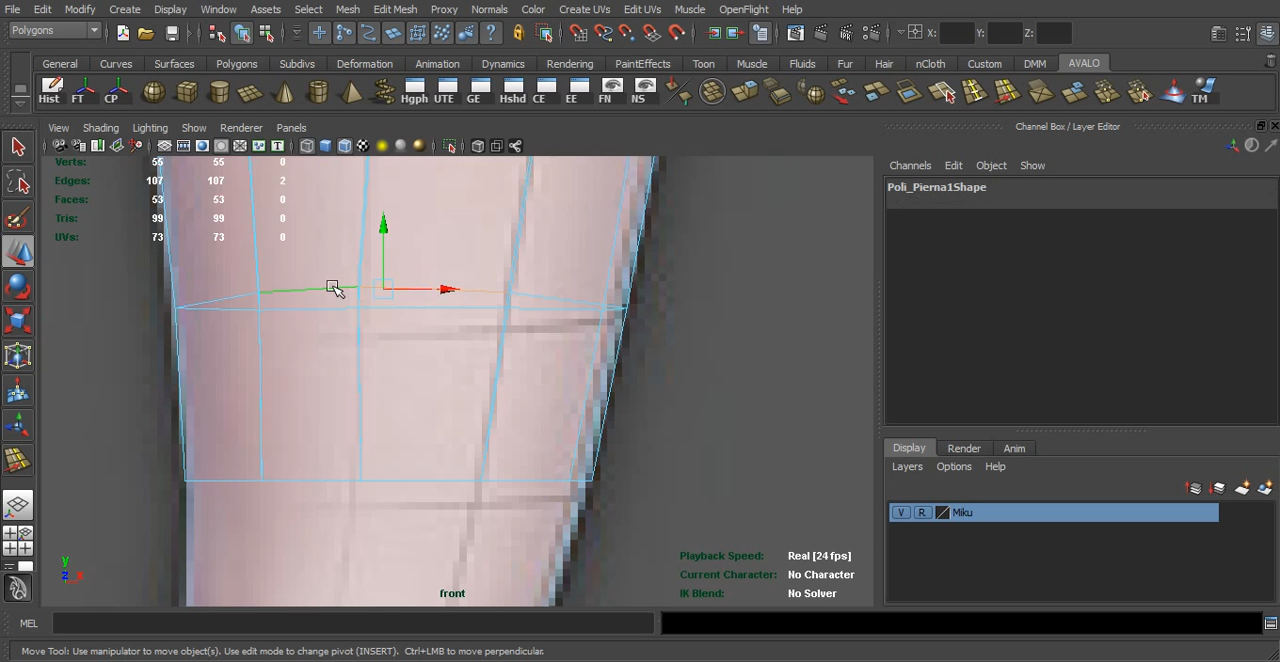 File Edit Modify Create Display Window Assets Select Mesh Edit Mesh Proxy Normals Color Create UVs Edit UVs Muscle OpenFlight Help
Polygons X: Y: Z:
General Curves Surfaces Polygons Subdivs Deformation Animation Dynamics Rendering PaintEffects Toon Muscle Fluids Fur Hair nCloth Custom DMM AVALO
Hist FT CP Hgph UTE GE Hshd CE EE FN NS TM
View Shading Lighting Show Renderer Panels
Channel Box / Layer Editor
Verts: 55 55 0
Edges: 107 107 2
Faces: 53 53 0
Tris: 99 99 0
UVs: 73 73 0
Channels Edit Object Show
Poli_Pierna1Shape
Display Render Anim
Layers Options Help
V R Miku
Playback Speed: Real [24 fps]
Current Character: No Character
IK Blend: No Solver
y
z x
front
MEL
Move Tool: Use manipulator to move object(s). Use edit mode to change pivot (INSERT). Ctrl+LMB to move perpendicular.